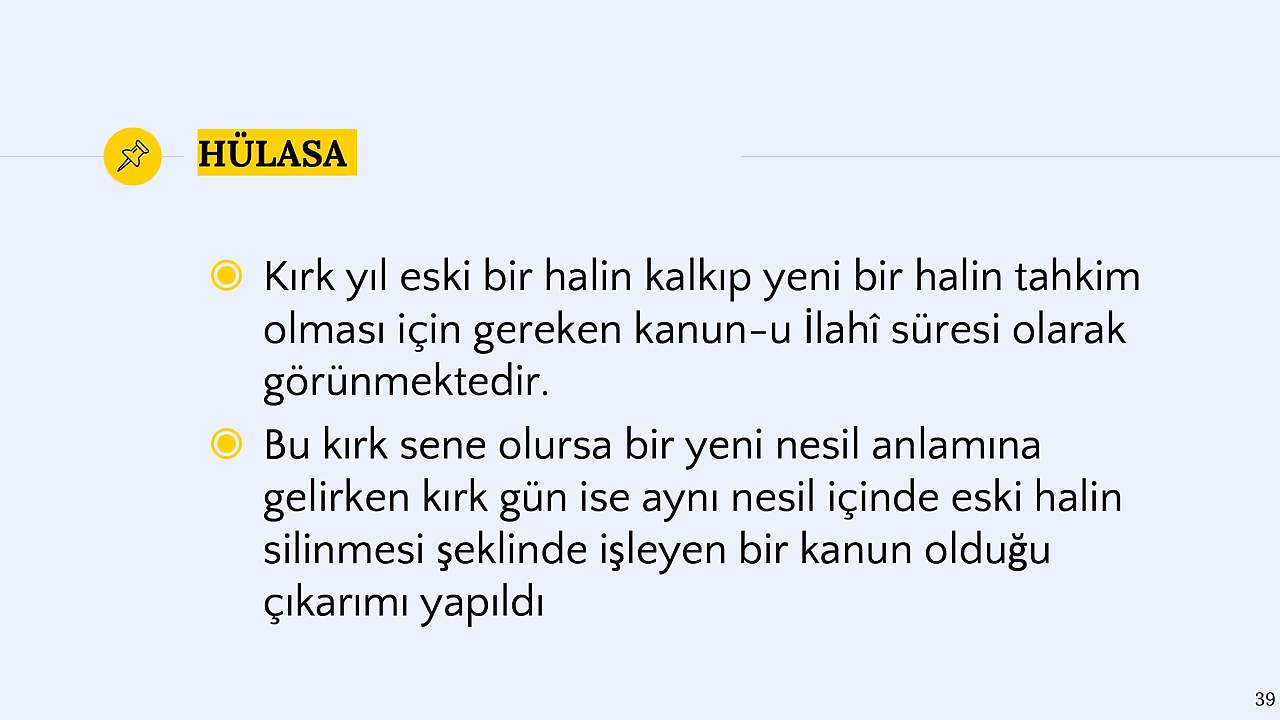 HÜLASA
Kırk yıl eski bir halin kalkıp yeni bir halin tahkim
olması için gereken kanun-u İlahî süresi olarak
görünmektedir.
Bu kırk sene olursa bir yeni nesil anlamına
gelirken kırk gün ise aynı nesil içinde eski halin
silinmesi şeklinde işleyen bir kanun olduğu
çıkarımı yapıldı
39